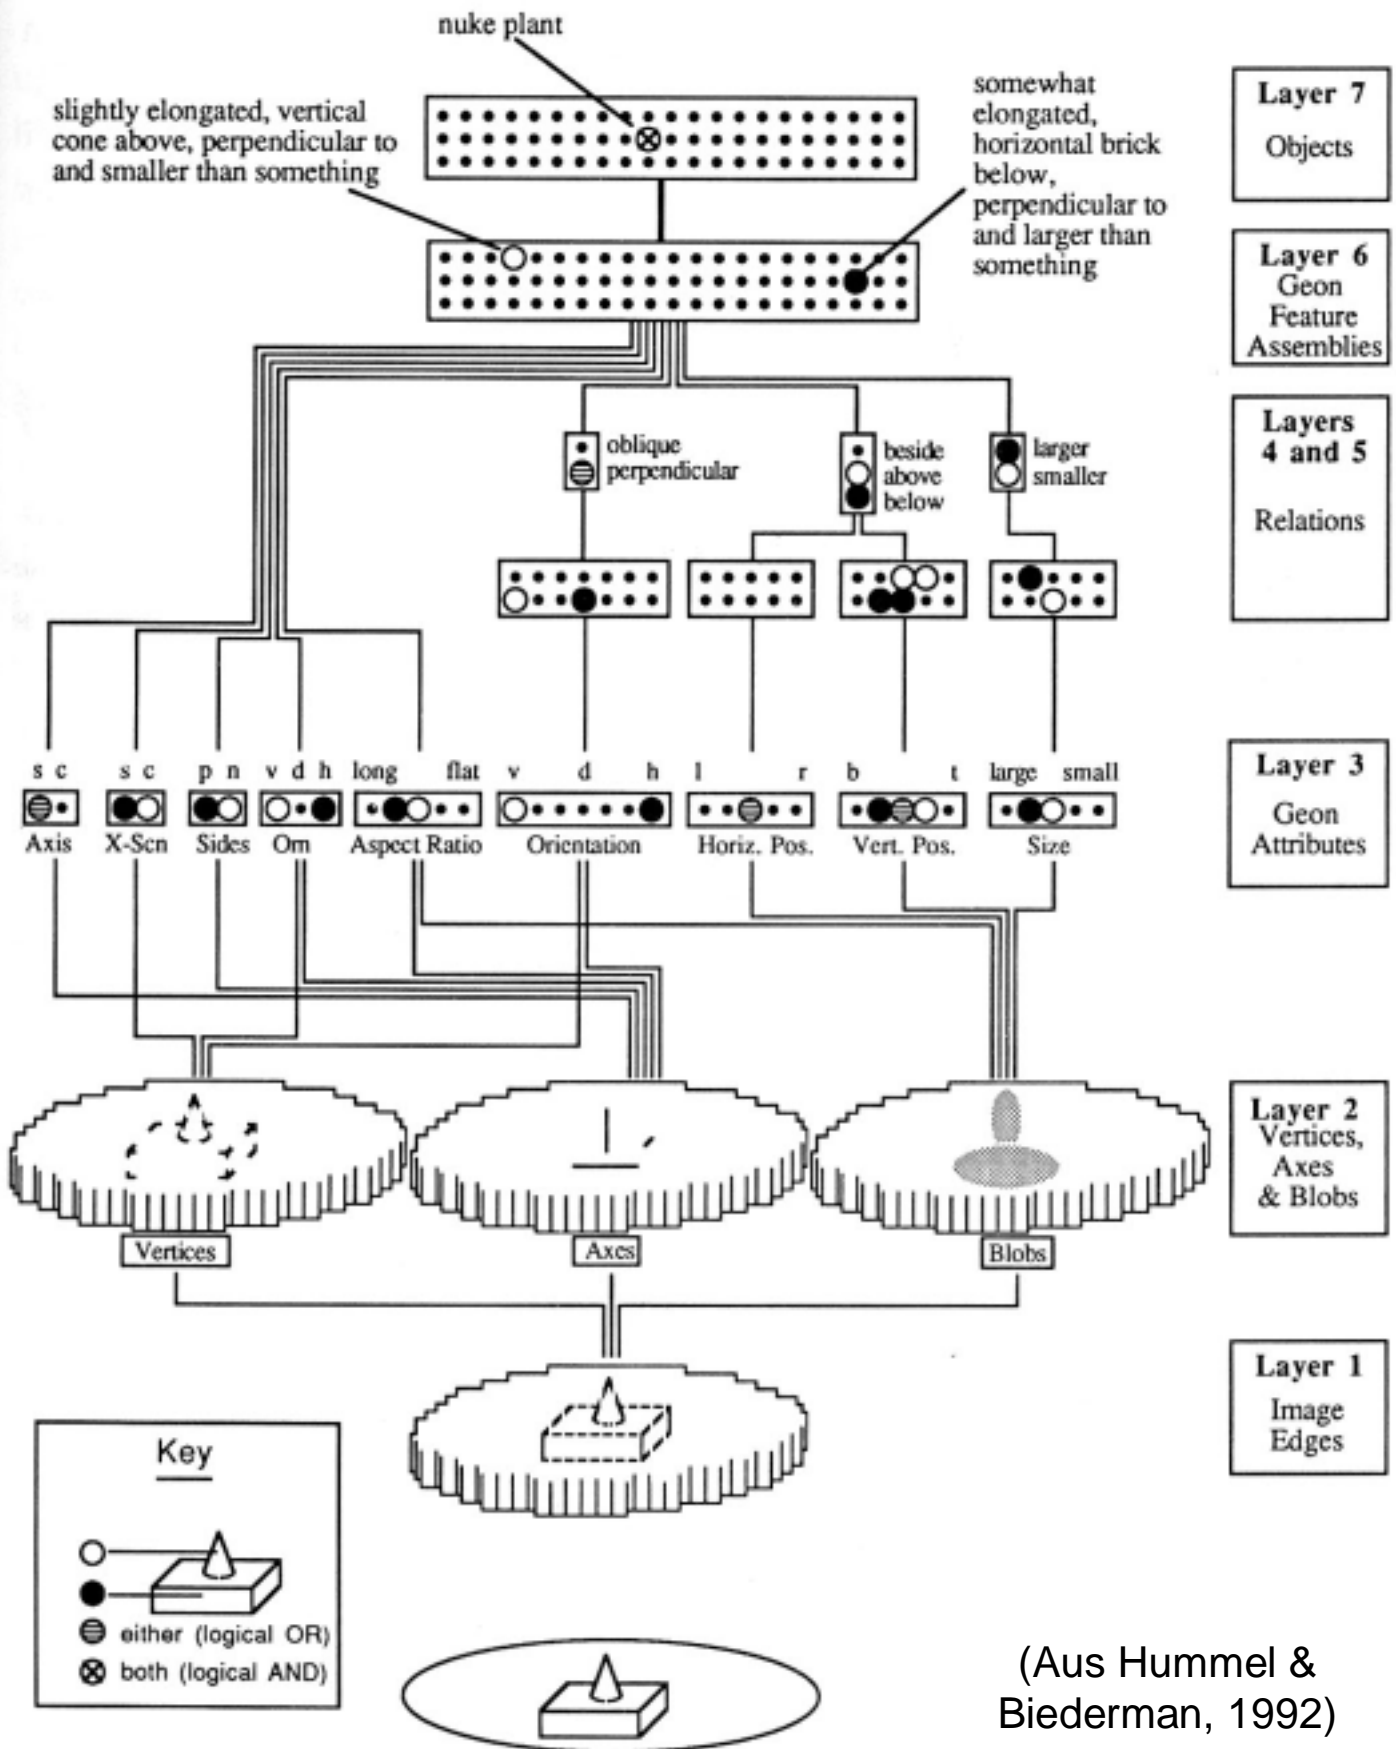 nuke plant
slightly elongated, vertical
cone above, perpendicular to
and smaller than something
somewhat
elongated,
horizontal brick
below,
perpendicular to
and larger than
something
Layer 7
Objects
Layer 6
Geon
Feature
Assemblies
oblique
perpendicular
beside
above
below
larger
smaller
Layers
4 and 5
Relations
s c
s c
p n
v d h
long flat
v d h
l r
b t
large small
Axis
X-Scn
Sides
Orn
Aspect Ratio
Orientation
Horiz. Pos.
Vert. Pos.
Size
Layer 3
Geon
Attributes
Vertices
Axes
Blobs
Layer 2
Vertices,
Axes
& Blobs
Layer 1
Image
Edges
Key
either (logical OR)
both (logical AND)
(Aus Hummel &
Biederman, 1992)